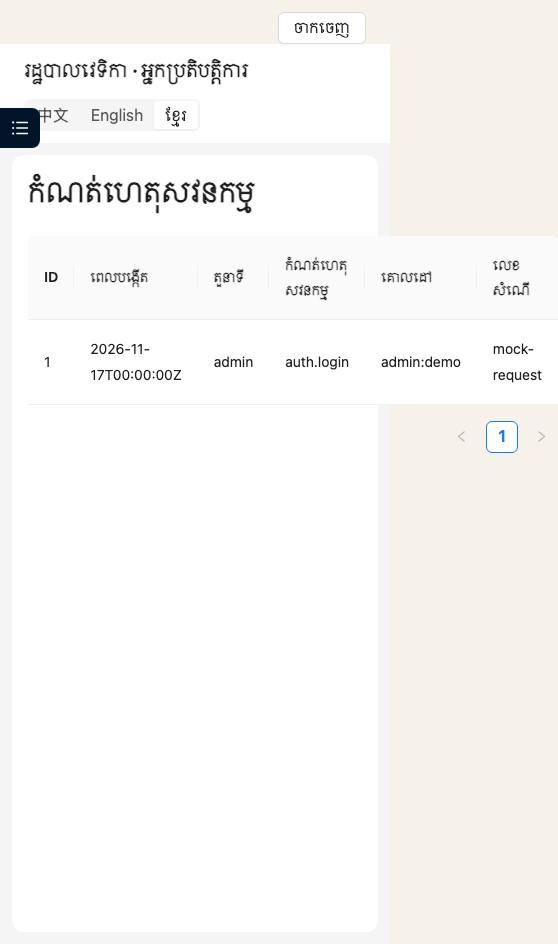 ចាកចេញ
រដ្ឋបាលវេទិកា · អ្នកប្រតិបត្តិការ
中文 English ខ្មែរ
កំណត់ហេតុសវនកម្ម
ID ពេលបង្កើត តួនាទី កំណត់ហេតុសវនកម្ម គោលដៅ លេខសំណើ
1 2026-11-17T00:00:00Z admin auth.login admin:demo mock-request
1